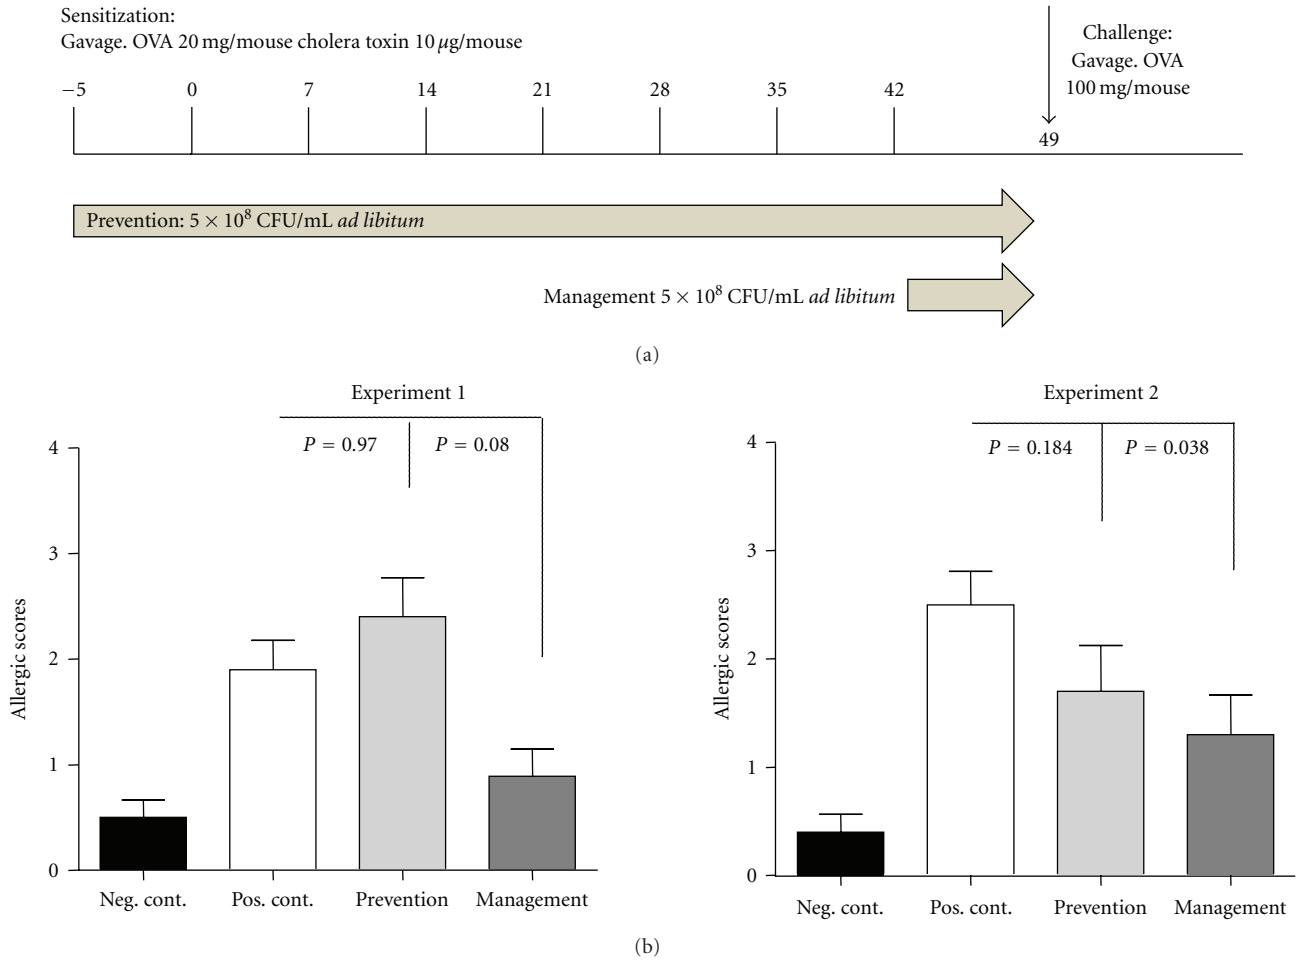 Sensitization:
Gavage. OVA 20 mg/mouse cholera toxin 10 µg/mouse
Challenge:
Gavage. OVA
100 mg/mouse
−5 0 7 14 21 28 35 42
49
Prevention: 5 × 10⁸ CFU/mL ad libitum
Management 5 × 10⁸ CFU/mL ad libitum
(a)
Experiment 1
P = 0.97 P = 0.08
4
3
2
1
0
Allergic scores
Neg. cont. Pos. cont. Prevention Management
Experiment 2
P = 0.184 P = 0.038
4
3
2
1
0
Allergic scores
Neg. cont. Pos. cont. Prevention Management
(b)